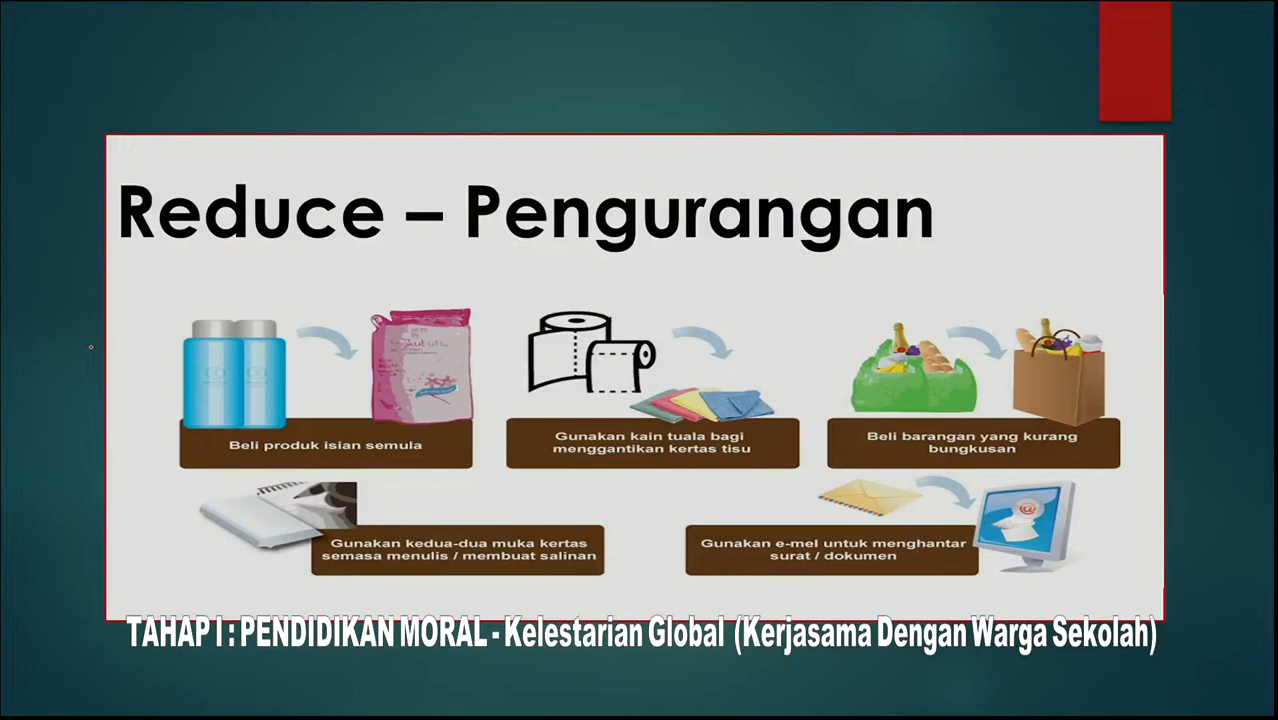 Reduce – Pengurangan
Beli produk isian semula
Gunakan kain tuala bagi
menggantikan kertas tisu
Beli barangan yang kurang
bungkusan
Gunakan kedua-dua muka kertas
semasa menulis / membuat salinan
Gunakan e-mel untuk menghantar
surat / dokumen
TAHAP I : PENDIDIKAN MORAL - Kelestarian Global (Kerjasama Dengan Warga Sekolah)